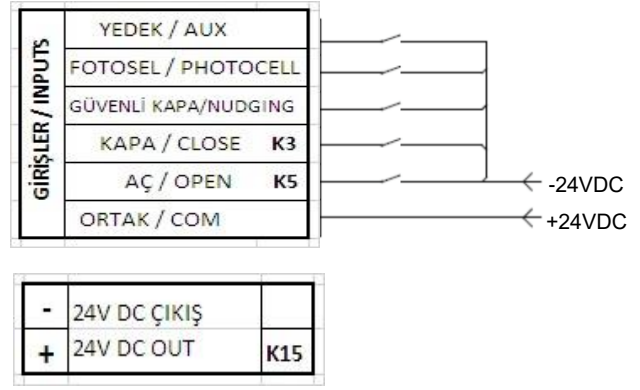 GİRİŞLER / INPUTS
YEDEK / AUX
FOTOSEL / PHOTOCELL
GÜVENLİ KAPA/NUDGING
KAPA / CLOSE K3
AÇ / OPEN K5
ORTAK / COM
-24VDC
+24VDC
- 24V DC ÇIKIŞ
+ 24V DC OUT K15